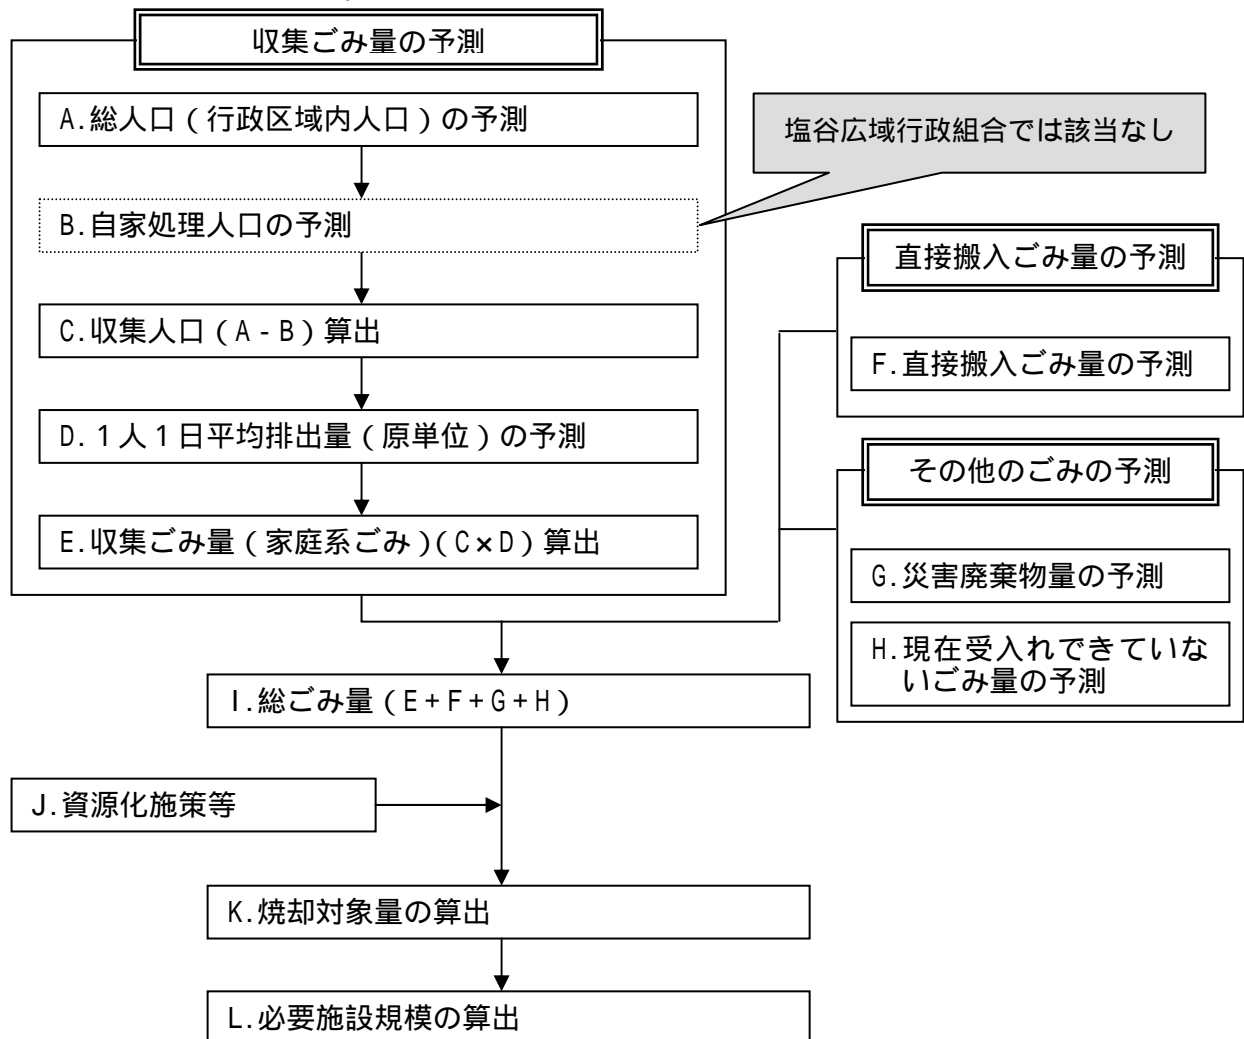 収集ごみ量の予測
A.総人口（行政区域内人口）の予測
塩谷広域行政組合では該当なし
B.自家処理人口の予測
C.収集人口（A-B）算出
D.１人１日平均排出量（原単位）の予測
E.収集ごみ量（家庭系ごみ）(C×D）算出
直接搬入ごみ量の予測
F.直接搬入ごみ量の予測
その他のごみの予測
G.災害廃棄物量の予測
H.現在受入れできていな
いごみ量の予測
I.総ごみ量（E+F+G+H）
J.資源化施策等
K.焼却対象量の算出
L.必要施設規模の算出